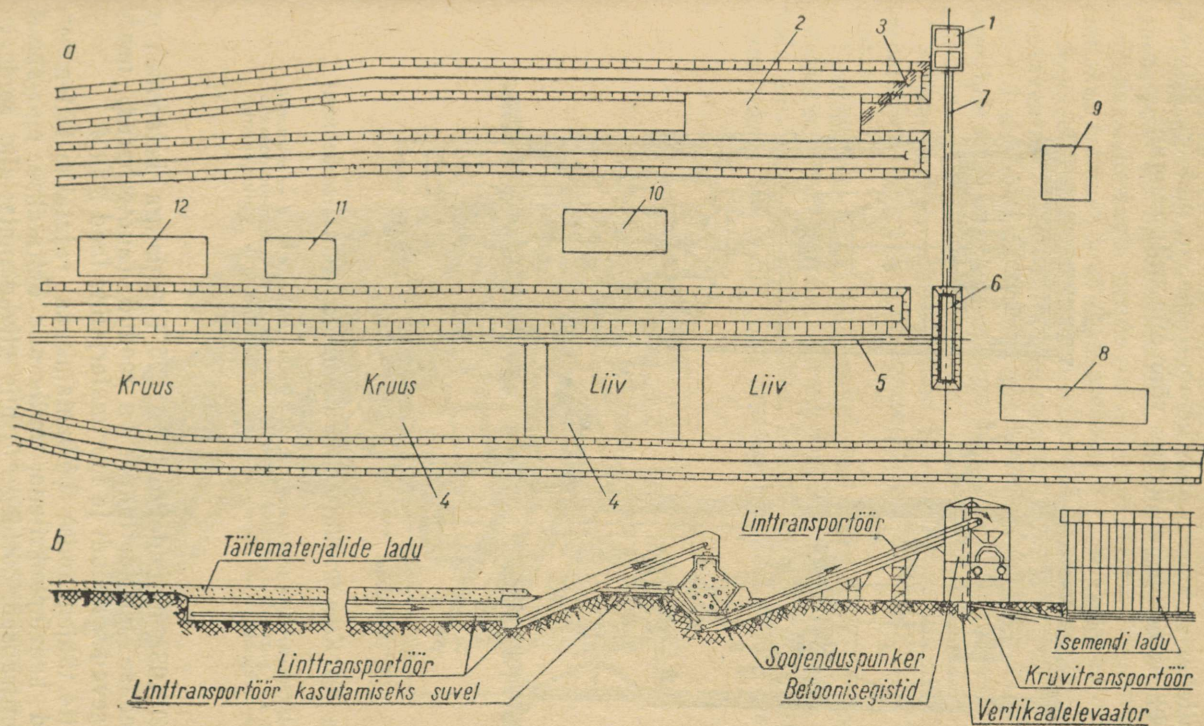 a
1
2
3
7
9
10
11
12
6
Kruus
Kruus
Liiv
Liiv
5
8
4
4
b
Täitematerjalide ladu
Linttransportöör
Linttransportöör
Linttransportöör kasutamiseks suvel
Soojenduspunker
Betoonisegistid
Tsemendi ladu
Kruvitransportöör
Vertikaalelevaator